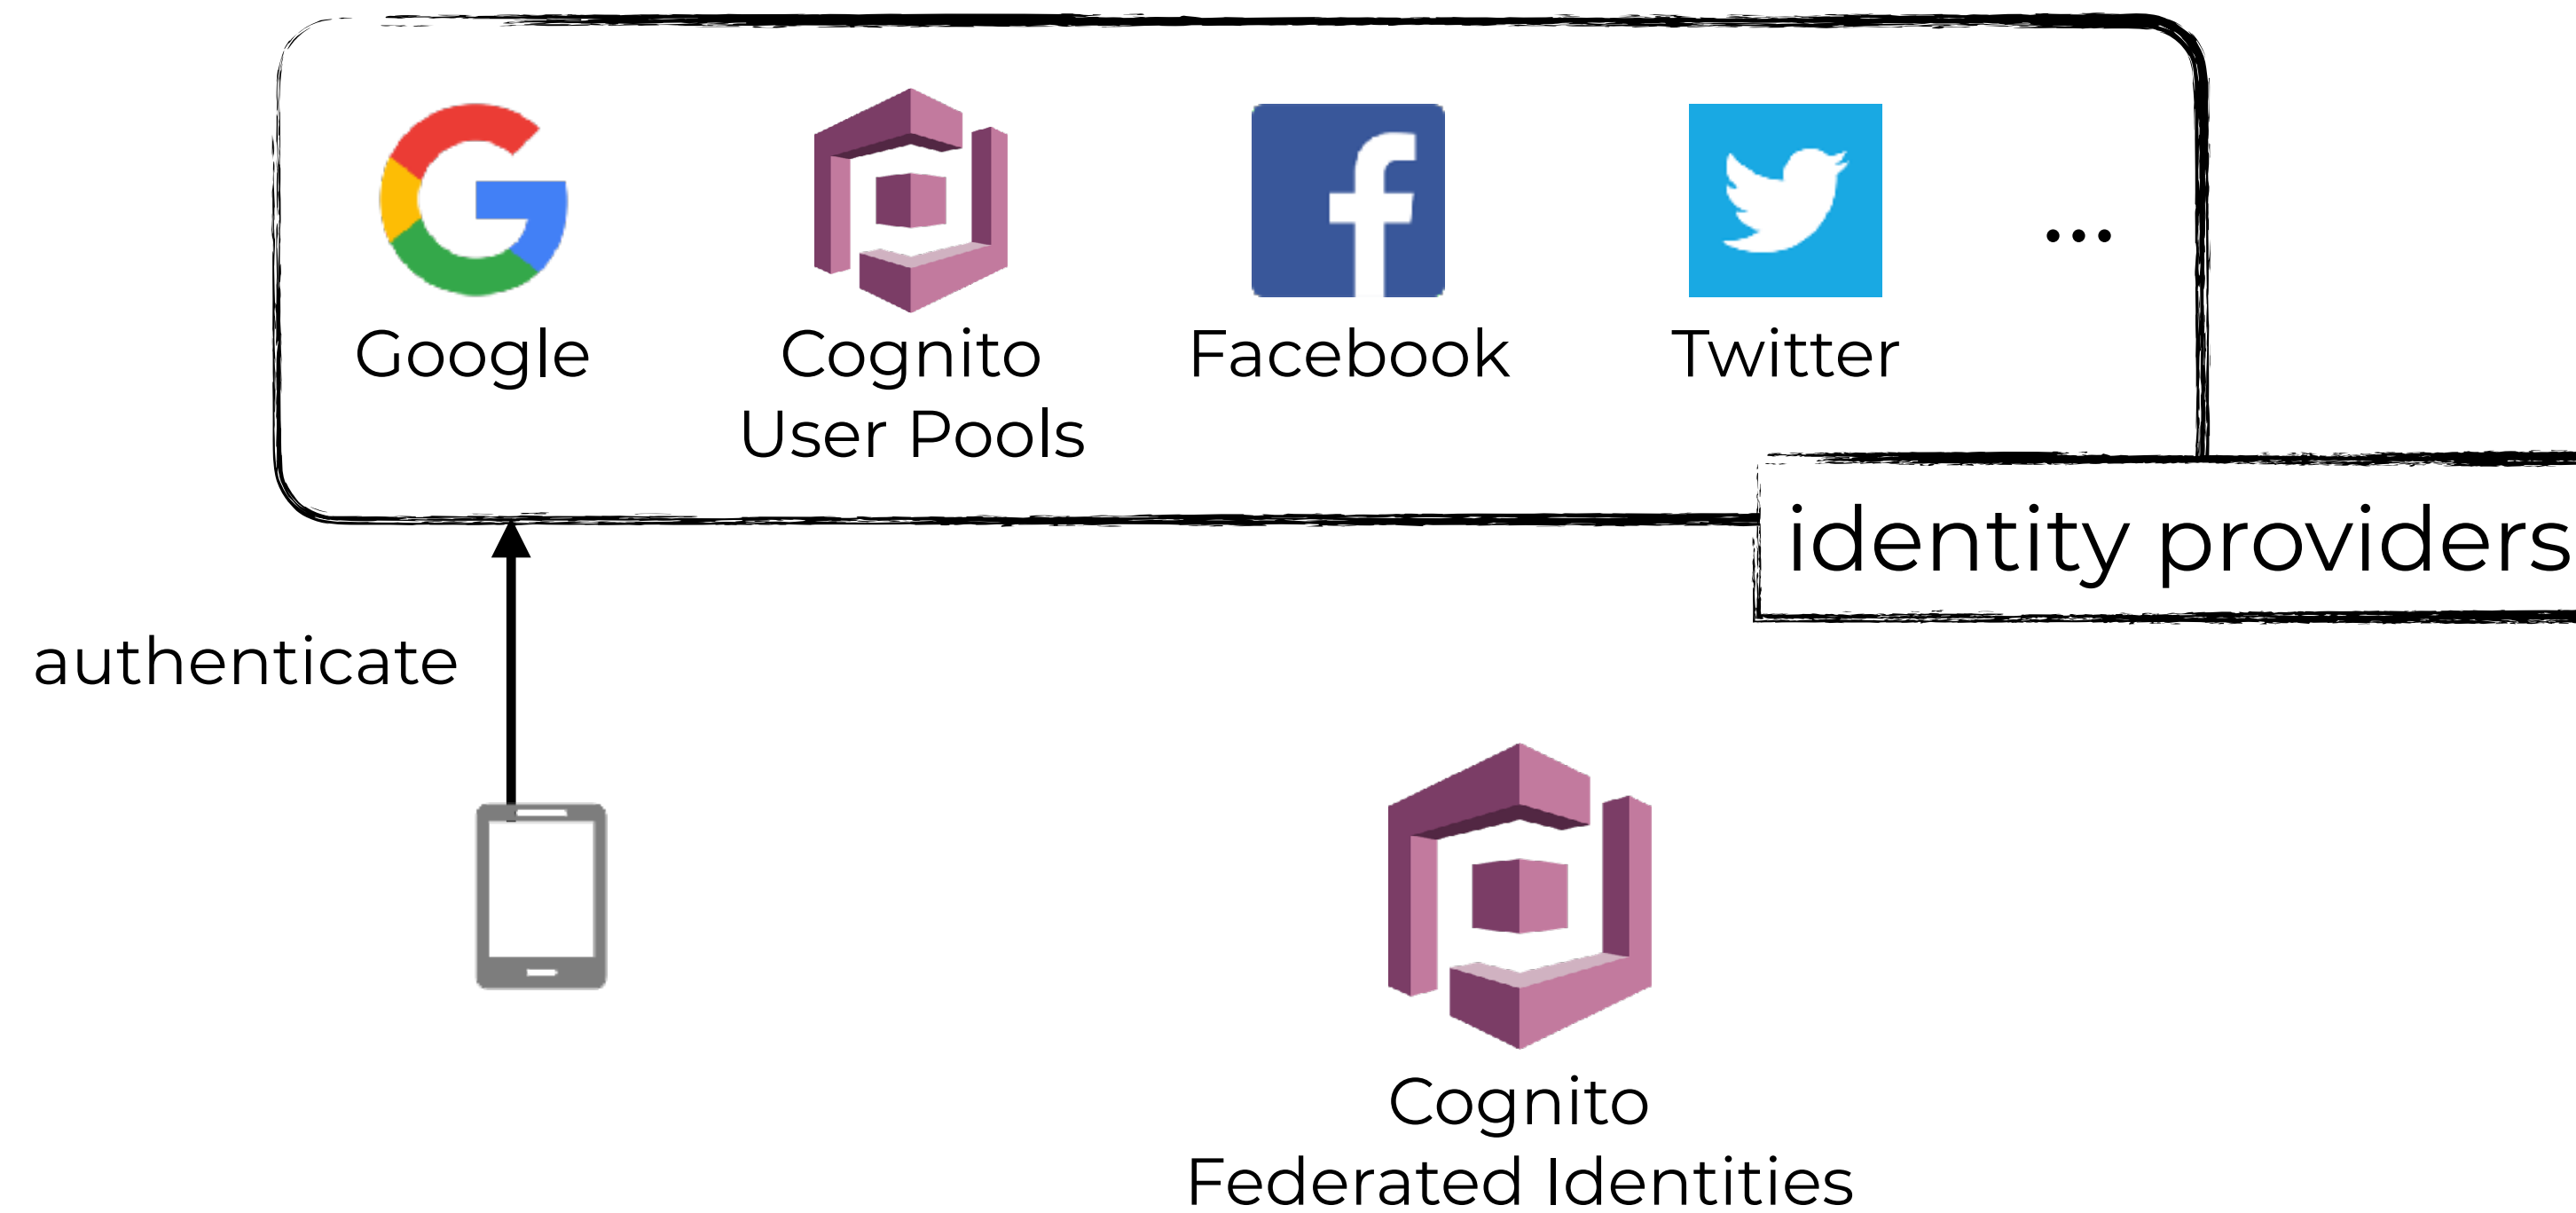 Google
Cognito
User Pools
Facebook
Twitter
...
identity providers
authenticate
Cognito
Federated Identities